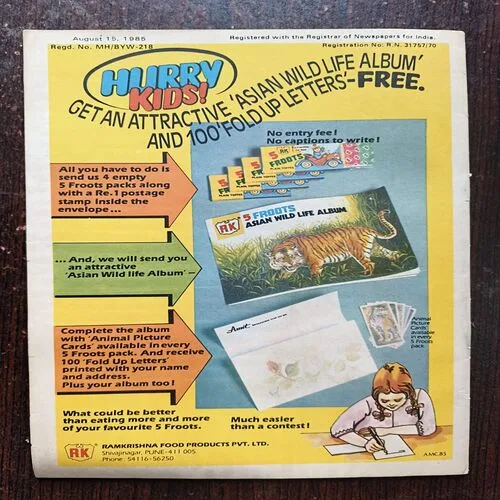 August 15, 1985
Registered with the Registrar of Newspapers for India.
Regd. No. MH/BYW-218
Registration No: R.N. 31757/70
HURRY
KIDS!
GET AN ATTRACTIVE 'ASIAN WILD LIFE ALBUM'
AND 100 'FOLD UP LETTERS'-FREE.
No entry fee!
No captions to write!
All you have to do is
send us 4 empty
5 Froots packs along
with a Re.1 postage
stamp inside the
envelope...
5
FROOTS
RK
5 FROOTS
ASIAN WILD LIFE ALBUM
...And, we will send you
an attractive
'Asian Wild life Album'-
Amit
Animal
Picture
Cards
available
in every
5 Froots
pack
Complete the album
with 'Animal Picture
Cards' available in every
5 Froots pack. And receive
100 'Fold Up Letters'
printed with your name
and address.
Plus your album too!
What could be better
than eating more and more
of your favourite 5 Froots.
Much easier
than a contest!
RK
RAMKRISHNA FOOD PRODUCTS PVT. LTD.
Shivajinagar, PUNE-411 005.
Phone: 54116-56250
AMC.85